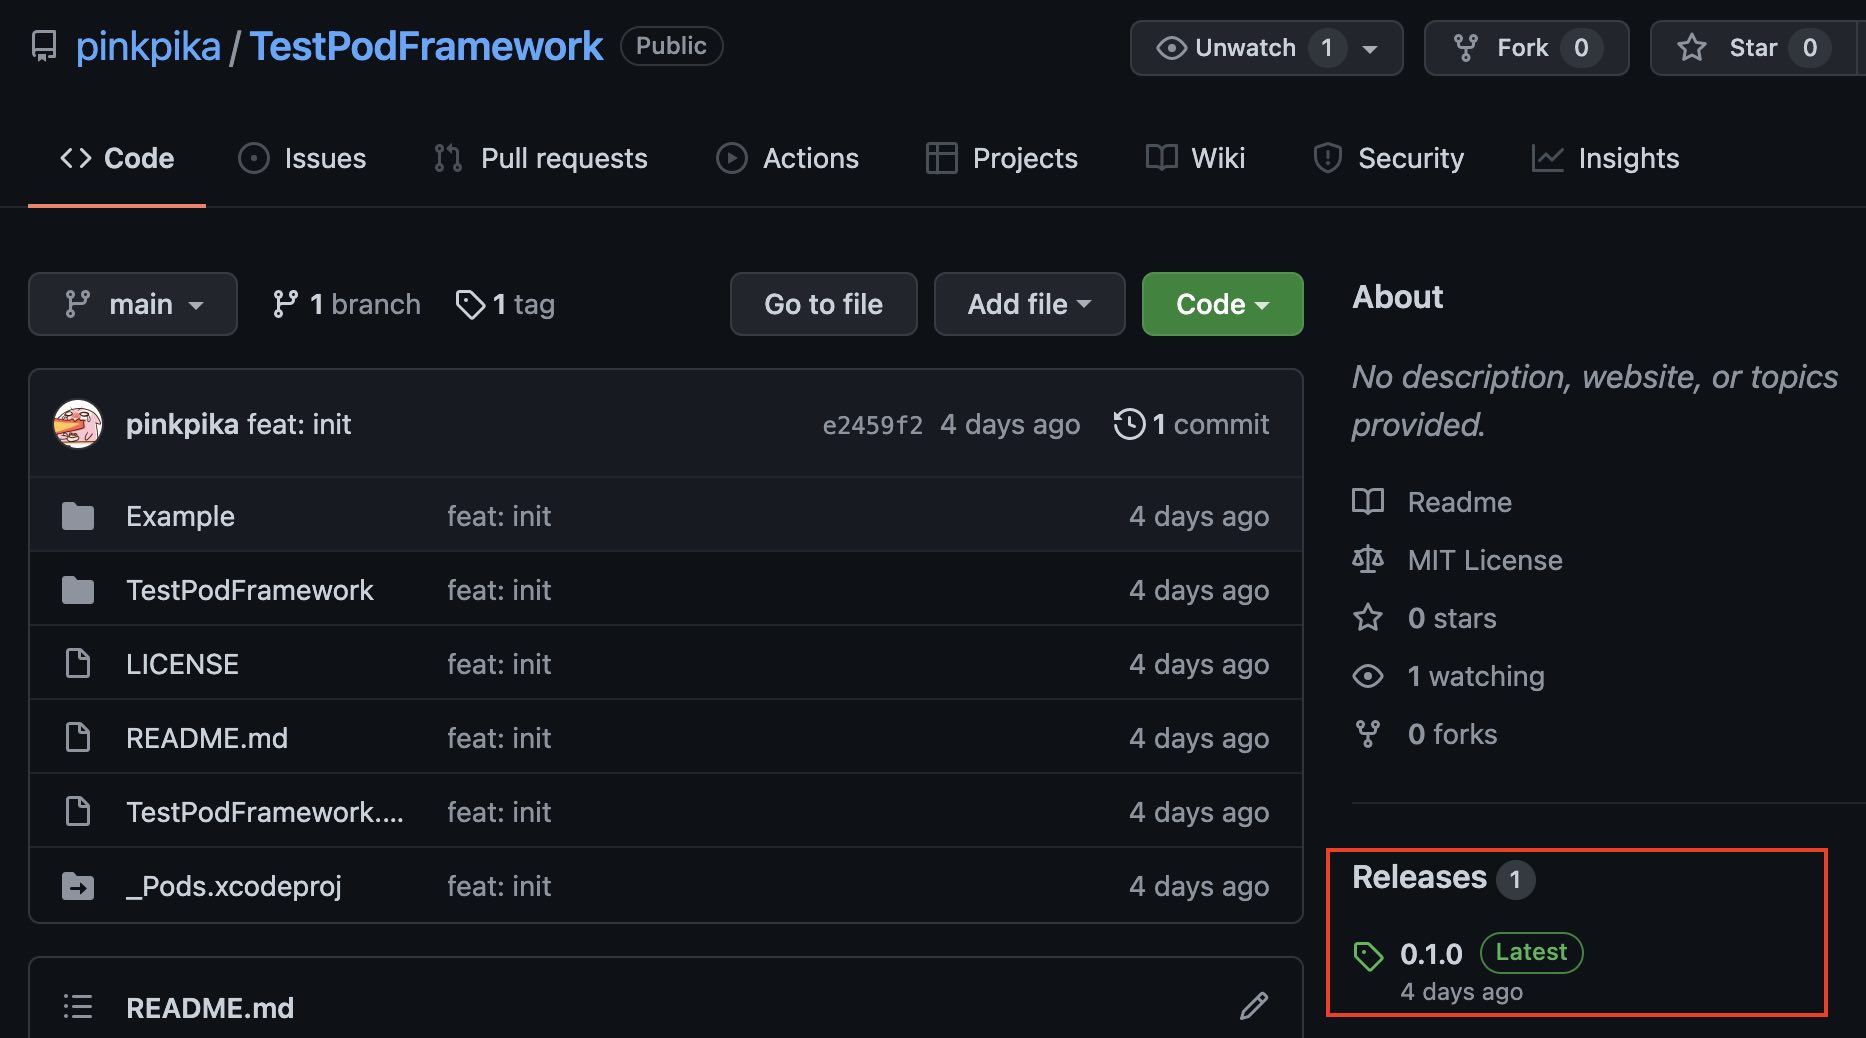 pinkpika / TestPodFramework Public Unwatch 1 Fork 0 Star 0
Code Issues Pull requests Actions Projects Wiki Security Insights
main 1 branch 1 tag Go to file Add file Code
pinkpika feat: init e2459f2 4 days ago 1 commit
Example feat: init 4 days ago
TestPodFramework feat: init 4 days ago
LICENSE feat: init 4 days ago
README.md feat: init 4 days ago
TestPodFramework.... feat: init 4 days ago
_Pods.xcodeproj feat: init 4 days ago
README.md
About
No description, website, or topics
provided.
Readme
MIT License
0 stars
1 watching
0 forks
Releases 1
0.1.0 Latest
4 days ago